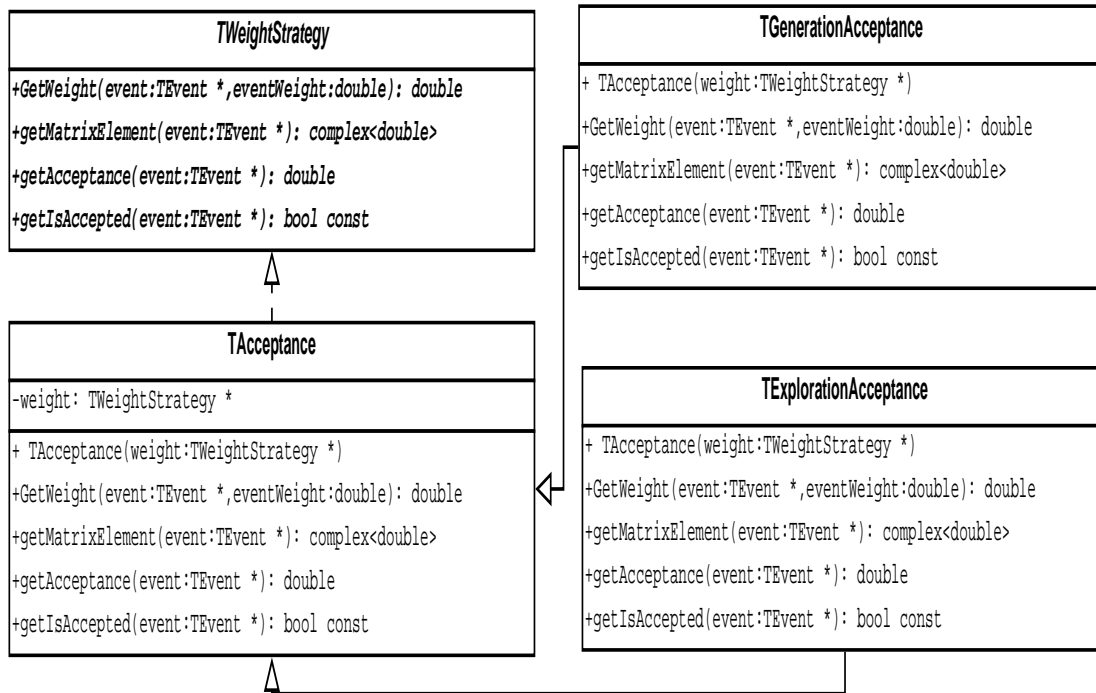 TWeightStrategy
+GetWeight(event:TEvent *,eventWeight:double): double
+getMatrixElement(event:TEvent *): complex<double>
+getAcceptance(event:TEvent *): double
+getIsAccepted(event:TEvent *): bool const
TAcceptance
-weight: TWeightStrategy *
+ TAcceptance(weight:TWeightStrategy *)
+GetWeight(event:TEvent *,eventWeight:double): double
+getMatrixElement(event:TEvent *): complex<double>
+getAcceptance(event:TEvent *): double
+getIsAccepted(event:TEvent *): bool const
TGenerationAcceptance
+ TAcceptance(weight:TWeightStrategy *)
+GetWeight(event:TEvent *,eventWeight:double): double
+getMatrixElement(event:TEvent *): complex<double>
+getAcceptance(event:TEvent *): double
+getIsAccepted(event:TEvent *): bool const
TExplorationAcceptance
+ TAcceptance(weight:TWeightStrategy *)
+GetWeight(event:TEvent *,eventWeight:double): double
+getMatrixElement(event:TEvent *): complex<double>
+getAcceptance(event:TEvent *): double
+getIsAccepted(event:TEvent *): bool const